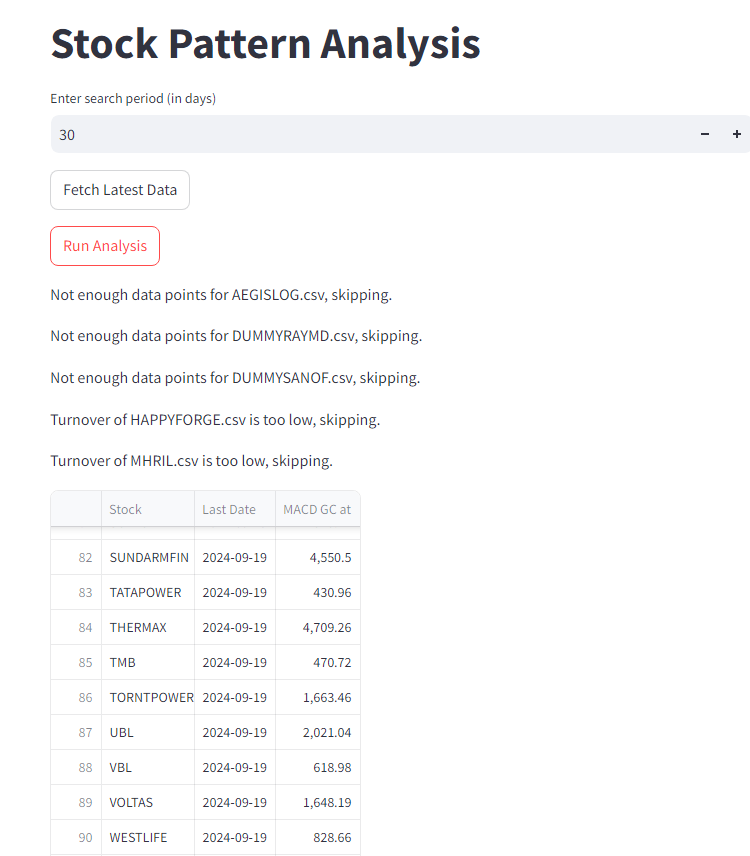 Stock Pattern Analysis
Enter search period (in days)
30 − +
Fetch Latest Data
Run Analysis
Not enough data points for AEGISLOG.csv, skipping.
Not enough data points for DUMMYRAYMD.csv, skipping.
Not enough data points for DUMMYSANOF.csv, skipping.
Turnover of HAPPYFORGE.csv is too low, skipping.
Turnover of MHRIL.csv is too low, skipping.
Stock Last Date MACD GC at
82 SUNDARMFIN 2024-09-19 4,550.5
83 TATAPOWER 2024-09-19 430.96
84 THERMAX 2024-09-19 4,709.26
85 TMB 2024-09-19 470.72
86 TORNTPOWER 2024-09-19 1,663.46
87 UBL 2024-09-19 2,021.04
88 VBL 2024-09-19 618.98
89 VOLTAS 2024-09-19 1,648.19
90 WESTLIFE 2024-09-19 828.66